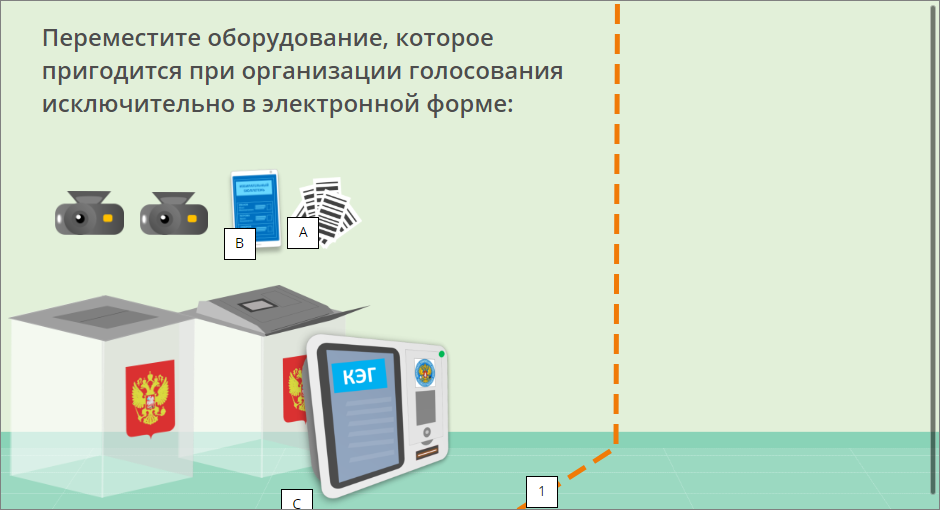 Переместите оборудование, которое
пригодится при организации голосования
исключительно в электронной форме:
B
A
КЭГ
C
1